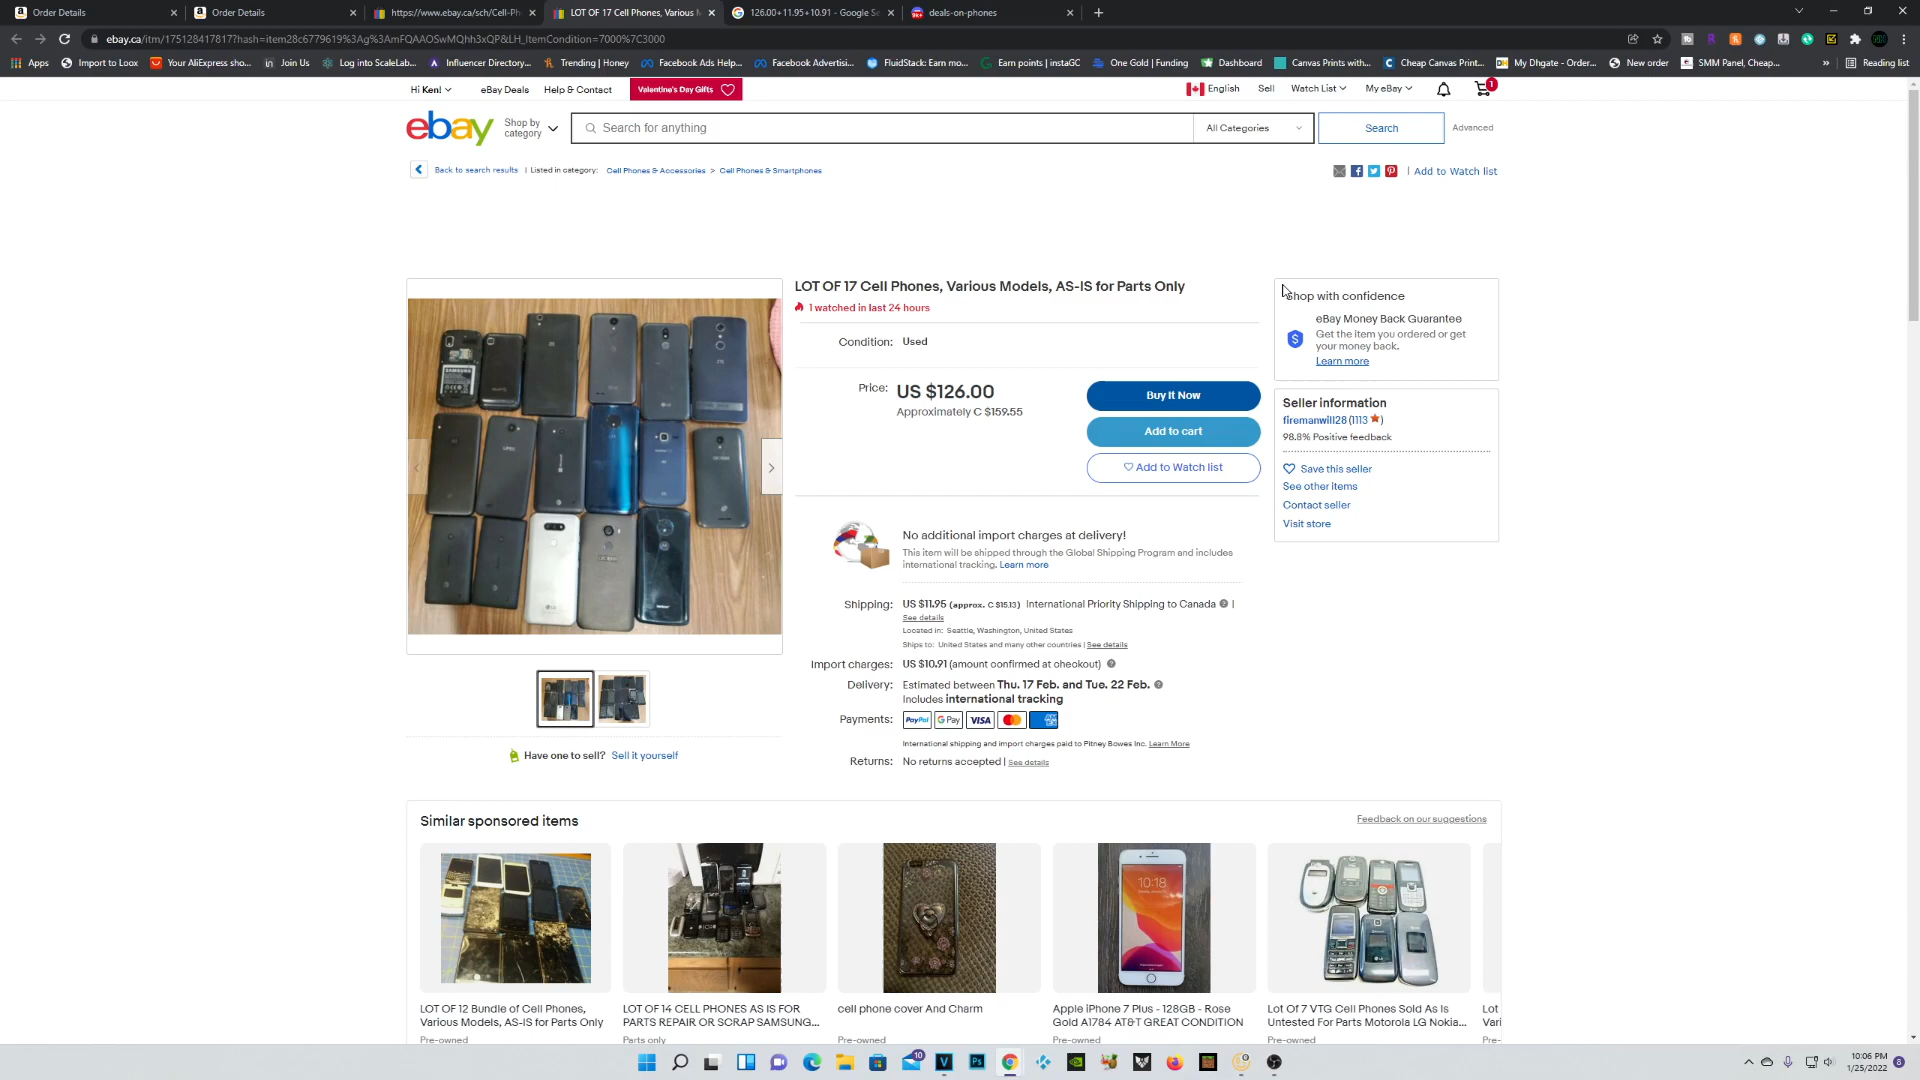 Order Details
Order Details
https://www.ebay.ca/sch/Cell-Ph
LOT OF 17 Cell Phones, Various M
126.00+11.95+10.91 - Google Se
deals-on-phones
ebay.ca/itm/175128417817?hash=item28c6779619%3Ag%3AmFQAAOSwMQhh3xQP&LH_ItemCondition=7000%7C3000
Apps
Import to Loox
Your AliExpress sho...
Join Us
Log into ScaleLab...
Influencer Directory...
Trending | Honey
Facebook Ads Help...
Facebook Advertisi...
FluidStack: Earn mo...
Earn points | instaGC
One Gold | Funding
Dashboard
Canvas Prints with...
Cheap Canvas Print...
My Dhgate - Order...
New order
SMM Panel, Cheap...
Reading list
Hi Ken!
eBay Deals
Help & Contact
Valentine's Day Gifts
English
Sell
Watch List
My eBay
1
ebay
Shop by
category
Search for anything
All Categories
Search
Advanced
Back to search results | Listed in category: Cell Phones & Accessories > Cell Phones & Smartphones
| Add to Watch list
LOT OF 17 Cell Phones, Various Models, AS-IS for Parts Only
1 watched in last 24 hours
Condition: Used
Price: US $126.00
Approximately C $159.55
Buy It Now
Add to cart
Add to Watch list
Shop with confidence
eBay Money Back Guarantee
Get the item you ordered or get
your money back.
Learn more
Seller information
firemanwill28 (1113 )
98.8% Positive feedback
Save this seller
See other items
Contact seller
Visit store
No additional import charges at delivery!
This item will be shipped through the Global Shipping Program and includes
international tracking. Learn more
Shipping: US $11.95 (approx. C $15.13) International Priority Shipping to Canada |
See details
Located in: Seattle, Washington, United States
Ships to: United States and many other countries | See details
Import charges: US $10.91 (amount confirmed at checkout)
Delivery: Estimated between Thu. 17 Feb. and Tue. 22 Feb.
Includes international tracking
Payments: PayPal G Pay VISA
International shipping and import charges paid to Pitney Bowes Inc. Learn More
Returns: No returns accepted | See details
Have one to sell? Sell it yourself
Similar sponsored items
Feedback on our suggestions
10:18
LOT OF 12 Bundle of Cell Phones,
Various Models, AS-IS for Parts Only
Pre-owned
LOT OF 14 CELL PHONES AS IS FOR
PARTS REPAIR OR SCRAP SAMSUNG...
Parts only
cell phone cover And Charm
Pre-owned
Apple iPhone 7 Plus - 128GB - Rose
Gold A1784 AT&T GREAT CONDITION
Pre-owned
Lot Of 7 VTG Cell Phones Sold As Is
Untested For Parts Motorola LG Nokia...
Pre-owned
Lot
Vari
Pre-
10
10:06 PM
1/25/2022
8